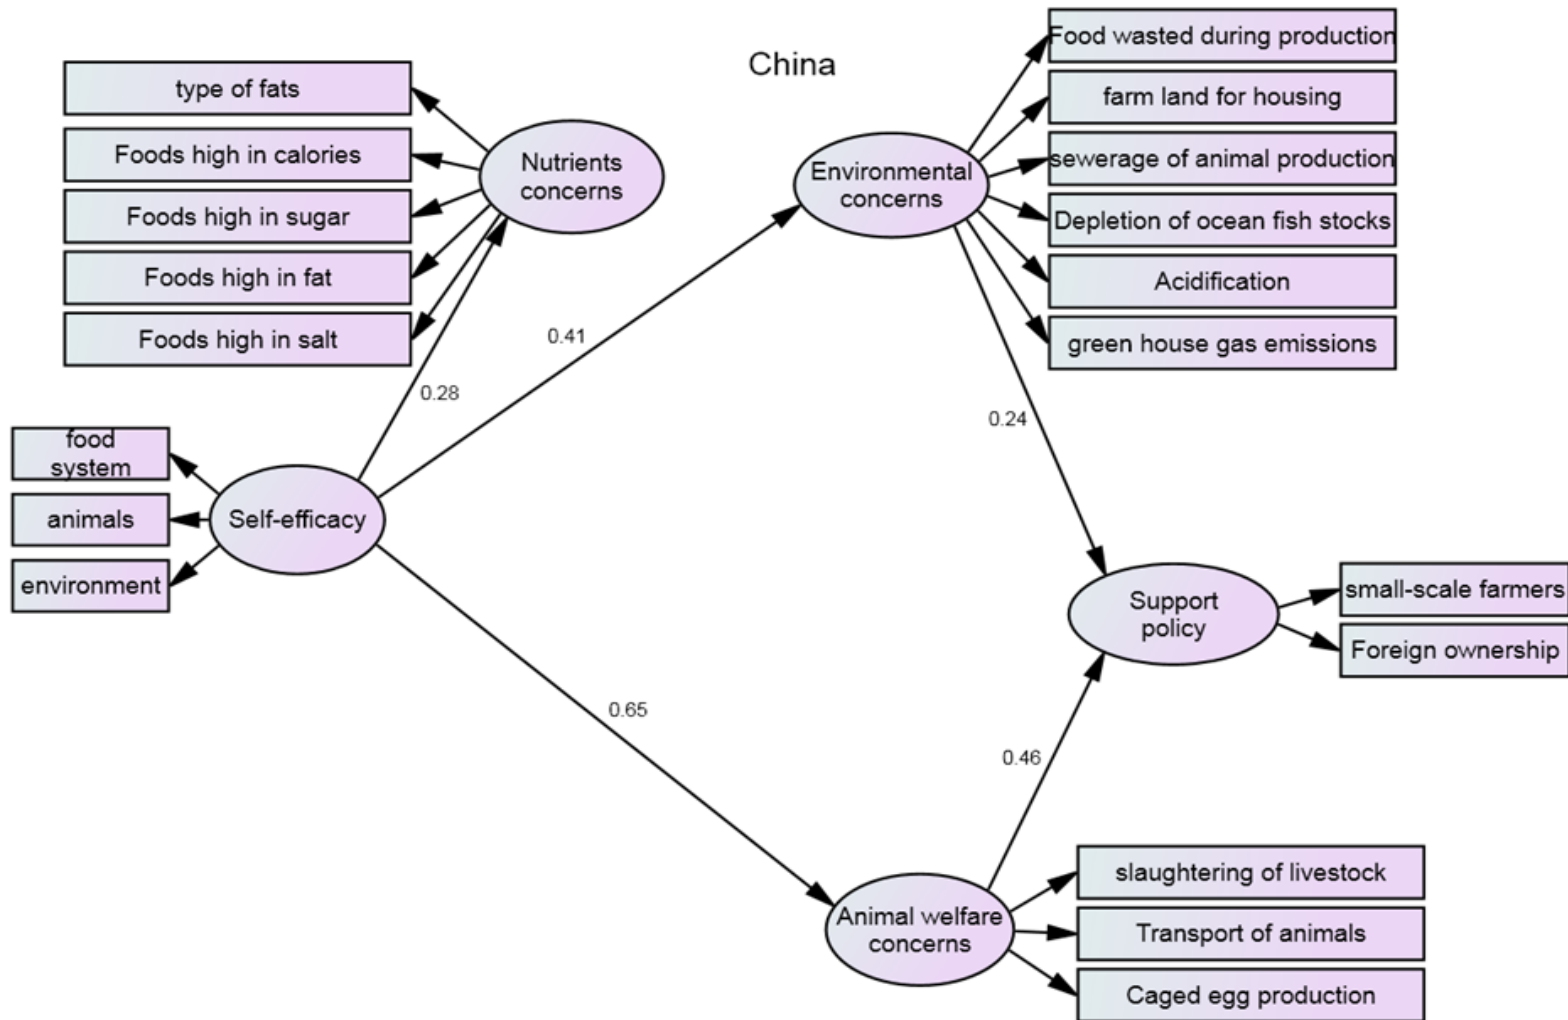 China
type of fats
Foods high in calories
Foods high in sugar
Foods high in fat
Foods high in salt
Nutrients
concerns
Environmental
concerns
Food wasted during production
farm land for housing
sewerage of animal production
Depletion of ocean fish stocks
Acidification
green house gas emissions
0.41
0.28
0.24
food
system
animals
environment
Self-efficacy
Support
policy
small-scale farmers
Foreign ownership
0.65
0.46
Animal welfare
concerns
slaughtering of livestock
Transport of animals
Caged egg production